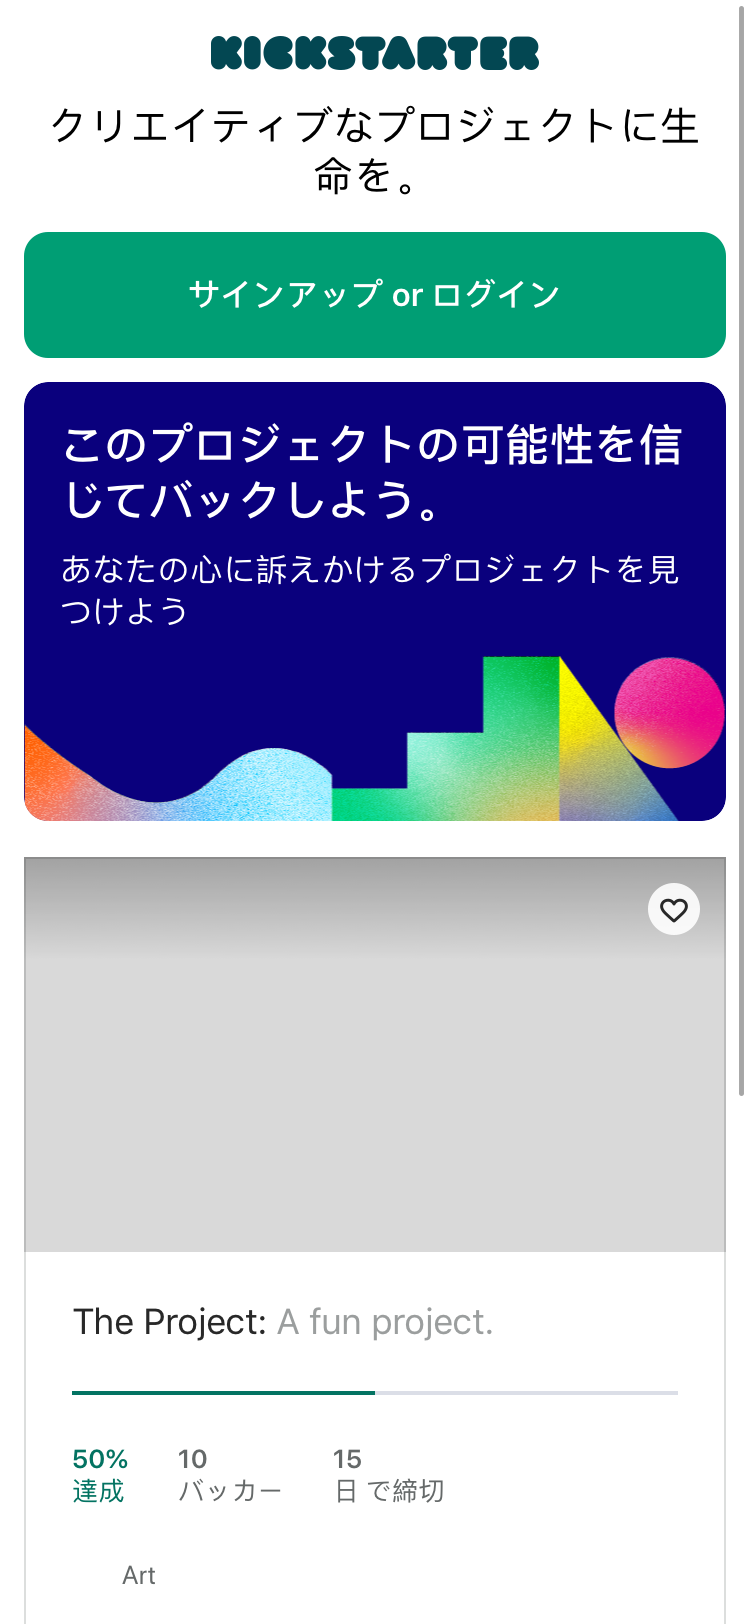 KICKSTARTER
クリエイティブなプロジェクトに生
命を。
サインアップ or ログイン
このプロジェクトの可能性を信
じてバックしよう。
あなたの心に訴えかけるプロジェクトを見
つけよう
The Project: A fun project.
50% 10 15
達成 バッカー 日 で締切
Art